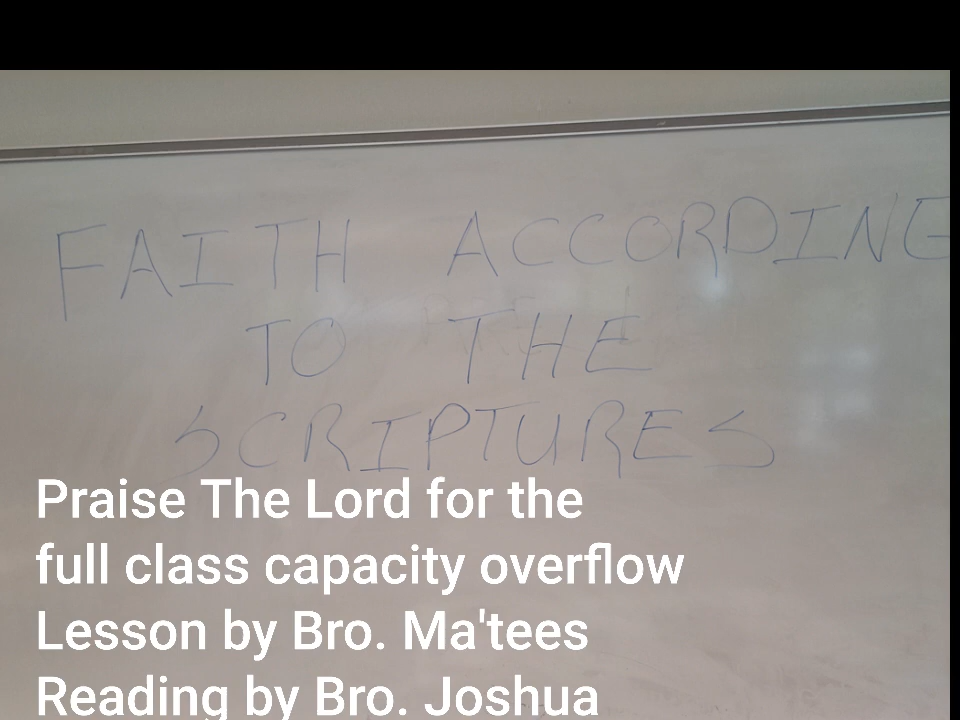 FAITH ACCORDING
TO THE
SCRIPTURES
Praise The Lord for the
full class capacity overflow
Lesson by Bro. Ma'tees
Reading by Bro. Joshua